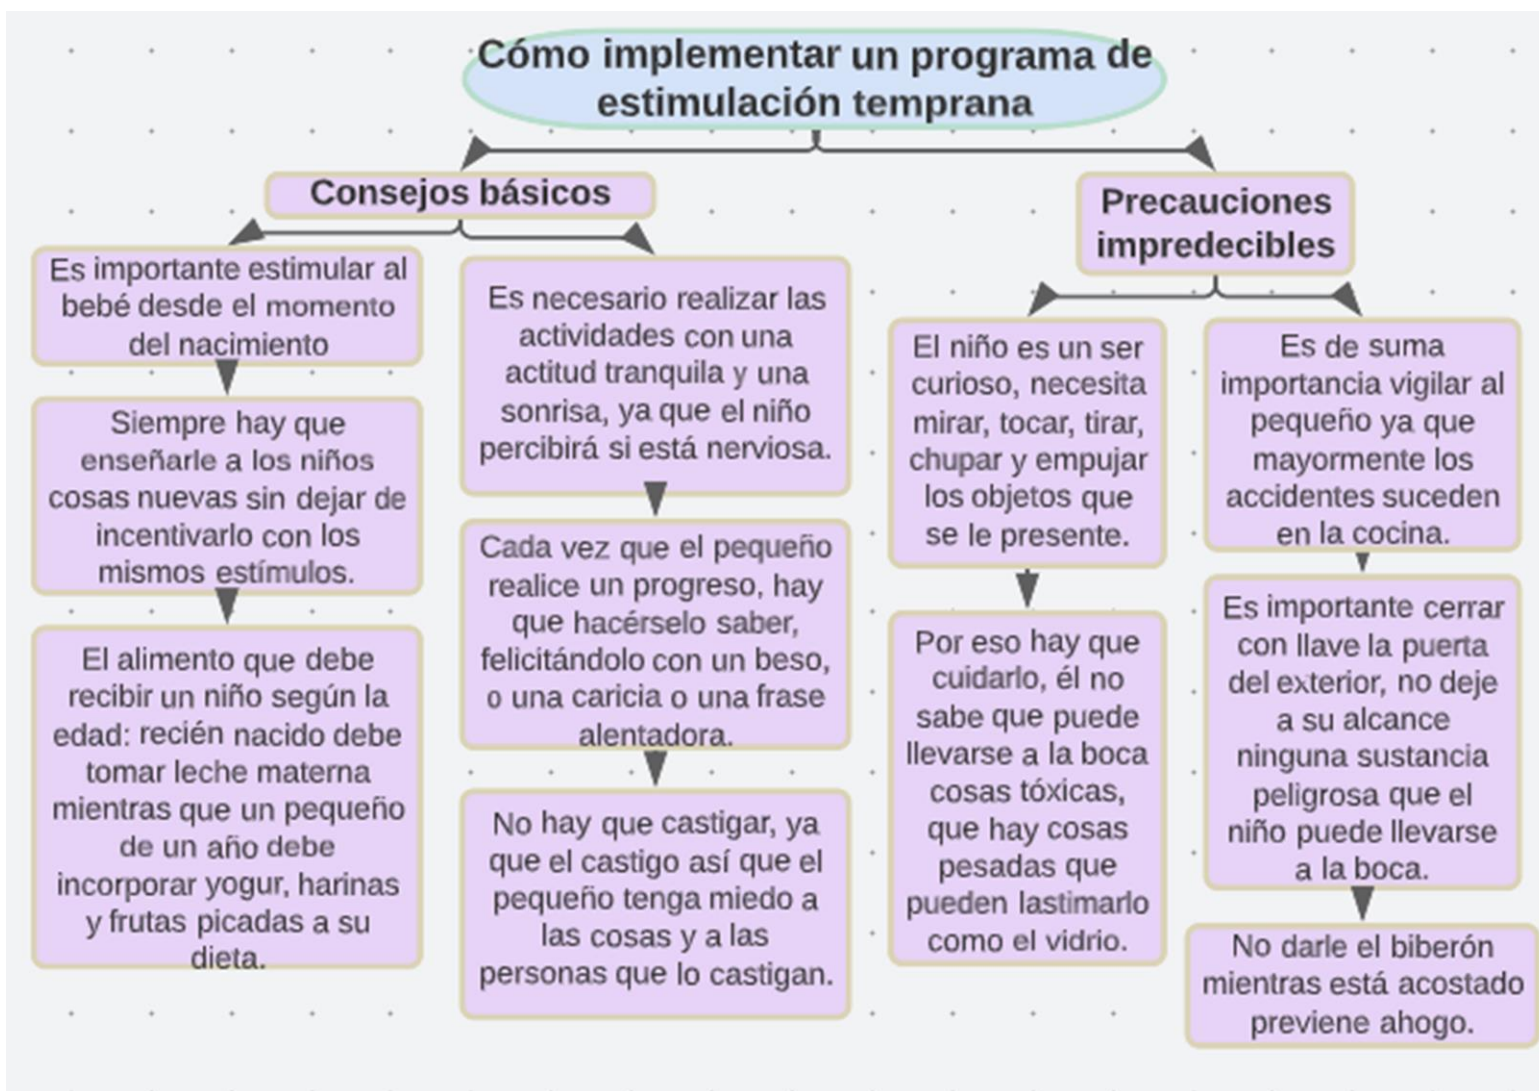 Cómo implementar un programa de
estimulación temprana
Consejos básicos
Es importante estimular al
bebé desde el momento
del nacimiento
Siempre hay que
enseñarle a los niños
cosas nuevas sin dejar de
incentivarlo con los
mismos estímulos.
El alimento que debe
recibir un niño según la
edad: recién nacido debe
tomar leche materna
mientras que un pequeño
de un año debe
incorporar yogur, harinas
y frutas picadas a su
dieta.
Es necesario realizar las
actividades con una
actitud tranquila y una
sonrisa, ya que el niño
percibirá si está nerviosa.
Cada vez que el pequeño
realice un progreso, hay
que hacérselo saber,
felicitándolo con un beso,
o una caricia o una frase
alentadora.
No hay que castigar, ya
que el castigo así que el
pequeño tenga miedo a
las cosas y a las
personas que lo castigan.
Precauciones
impredecibles
El niño es un ser
curioso, necesita
mirar, tocar, tirar,
chupar y empujar
los objetos que
se le presente.
Por eso hay que
cuidarlo, él no
sabe que puede
llevarse a la boca
cosas tóxicas,
que hay cosas
pesadas que
pueden lastimarlo
como el vidrio.
Es de suma
importancia vigilar al
pequeño ya que
mayormente los
accidentes suceden
en la cocina.
Es importante cerrar
con llave la puerta
del exterior, no deje
a su alcance
ninguna sustancia
peligrosa que el
niño puede llevarse
a la boca.
No darle el biberón
mientras está acostado
previene ahogo.